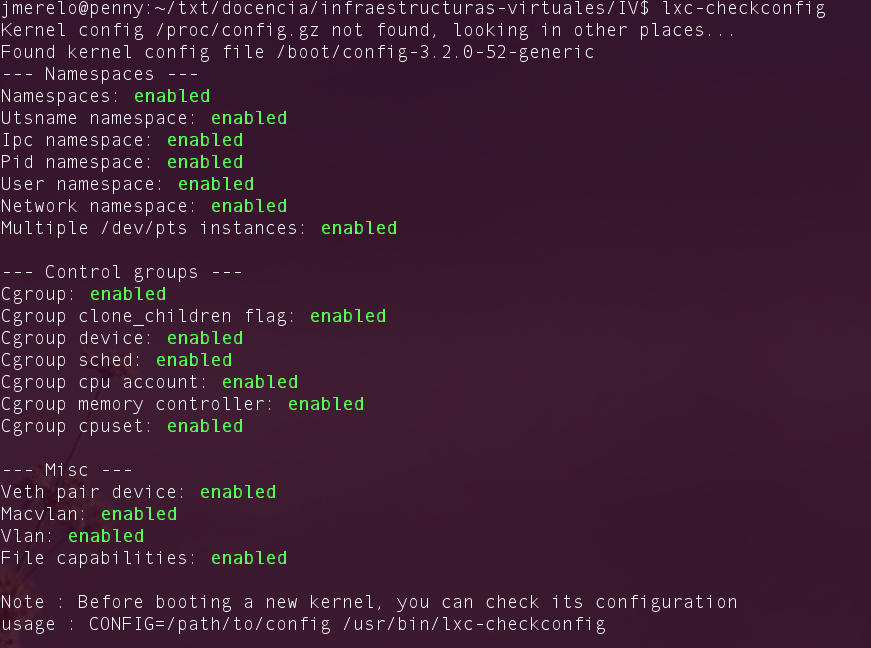 jmerelo@penny:~/txt/docencia/infraestructuras-virtuales/IV$ lxc-checkconfig
Kernel config /proc/config.gz not found, looking in other places...
Found kernel config file /boot/config-3.2.0-52-generic
--- Namespaces ---
Namespaces: enabled
Utsname namespace: enabled
Ipc namespace: enabled
Pid namespace: enabled
User namespace: enabled
Network namespace: enabled
Multiple /dev/pts instances: enabled

--- Control groups ---
Cgroup: enabled
Cgroup clone_children flag: enabled
Cgroup device: enabled
Cgroup sched: enabled
Cgroup cpu account: enabled
Cgroup memory controller: enabled
Cgroup cpuset: enabled

--- Misc ---
Veth pair device: enabled
Macvlan: enabled
Vlan: enabled
File capabilities: enabled

Note : Before booting a new kernel, you can check its configuration
usage : CONFIG=/path/to/config /usr/bin/lxc-checkconfig